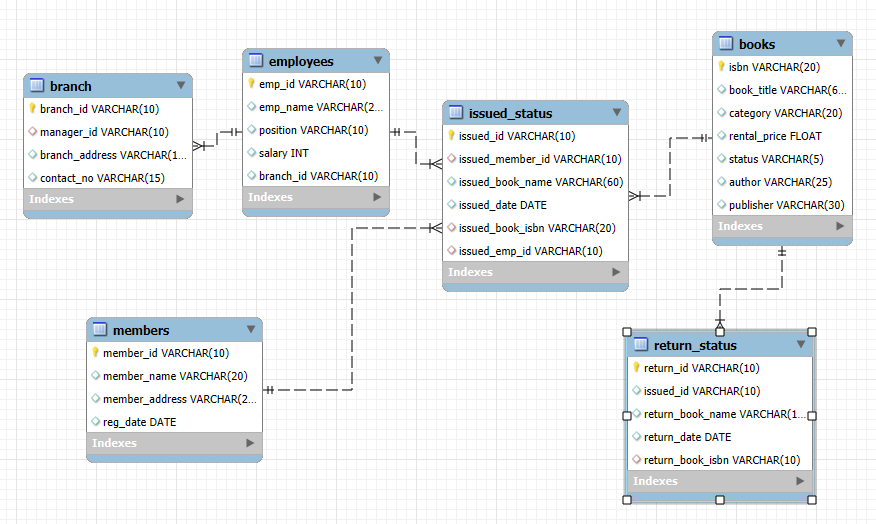 branch
branch_id VARCHAR(10)
manager_id VARCHAR(10)
branch_address VARCHAR(1...
contact_no VARCHAR(15)
Indexes
employees
emp_id VARCHAR(10)
emp_name VARCHAR(2...
position VARCHAR(10)
salary INT
branch_id VARCHAR(10)
Indexes
issued_status
issued_id VARCHAR(10)
issued_member_id VARCHAR(10)
issued_book_name VARCHAR(60)
issued_date DATE
issued_book_isbn VARCHAR(20)
issued_emp_id VARCHAR(10)
Indexes
books
isbn VARCHAR(20)
book_title VARCHAR(6...
category VARCHAR(20)
rental_price FLOAT
status VARCHAR(5)
author VARCHAR(25)
publisher VARCHAR(30)
Indexes
members
member_id VARCHAR(10)
member_name VARCHAR(20)
member_address VARCHAR(2...
reg_date DATE
Indexes
return_status
return_id VARCHAR(10)
issued_id VARCHAR(10)
return_book_name VARCHAR(1...
return_date DATE
return_book_isbn VARCHAR(10)
Indexes